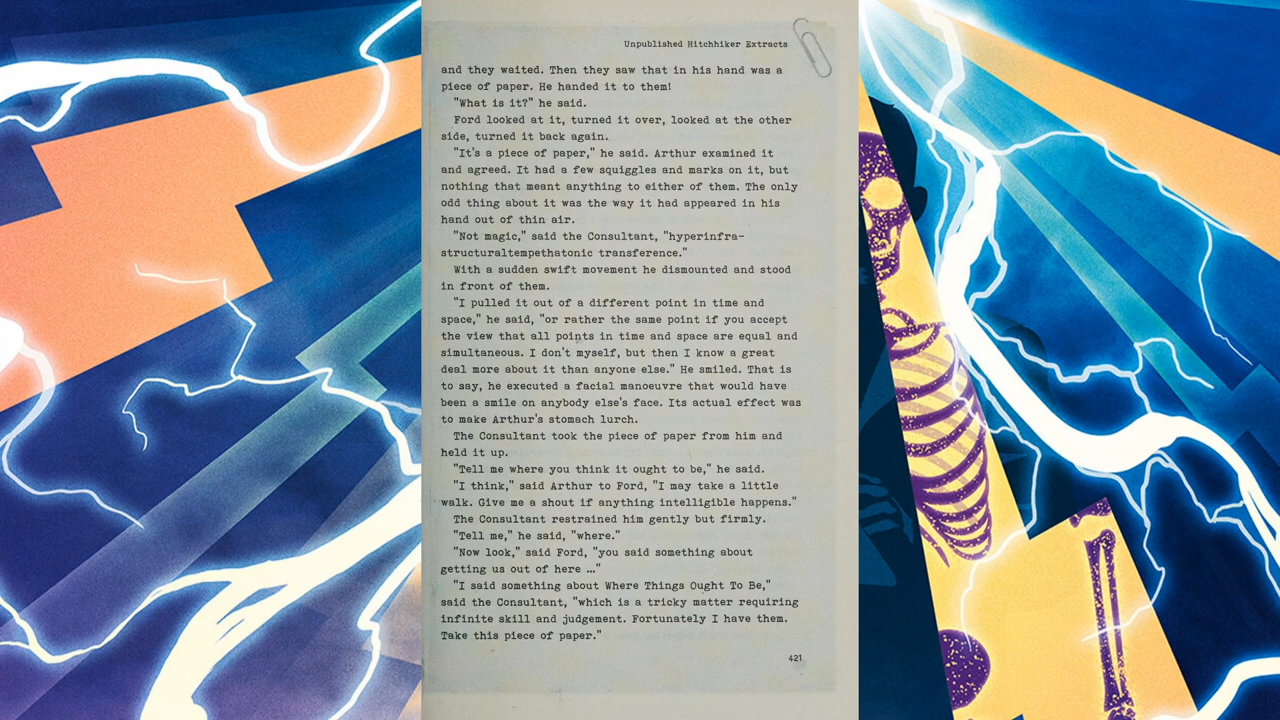 Unpublished Hitchhiker Extracts
and they waited. Then they saw that in his hand was a
piece of paper. He handed it to them!
"What is it?" he said.
Ford looked at it, turned it over, looked at the other
side, turned it back again.
"It's a piece of paper," he said. Arthur examined it
and agreed. It had a few squiggles and marks on it, but
nothing that meant anything to either of them. The only
odd thing about it was the way it had appeared in his
hand out of thin air.
"Not magic," said the Consultant, "hyperinfra-
structuraltempethatonic transference."
With a sudden swift movement he dismounted and stood
in front of them.
"I pulled it out of a different point in time and
space," he said, "or rather the same point if you accept
the view that all points in time and space are equal and
simultaneous. I don't myself, but then I know a great
deal more about it than anyone else." He smiled. That is
to say, he executed a facial manoeuvre that would have
been a smile on anybody else's face. Its actual effect was
to make Arthur's stomach lurch.
The Consultant took the piece of paper from him and
held it up.
"Tell me where you think it ought to be," he said.
"I think," said Arthur to Ford, "I may take a little
walk. Give me a shout if anything intelligible happens."
The Consultant restrained him gently but firmly.
"Tell me," he said, "where."
"Now look," said Ford, "you said something about
getting us out of here …"
"I said something about Where Things Ought To Be,"
said the Consultant, "which is a tricky matter requiring
infinite skill and judgement. Fortunately I have them.
Take this piece of paper."
421